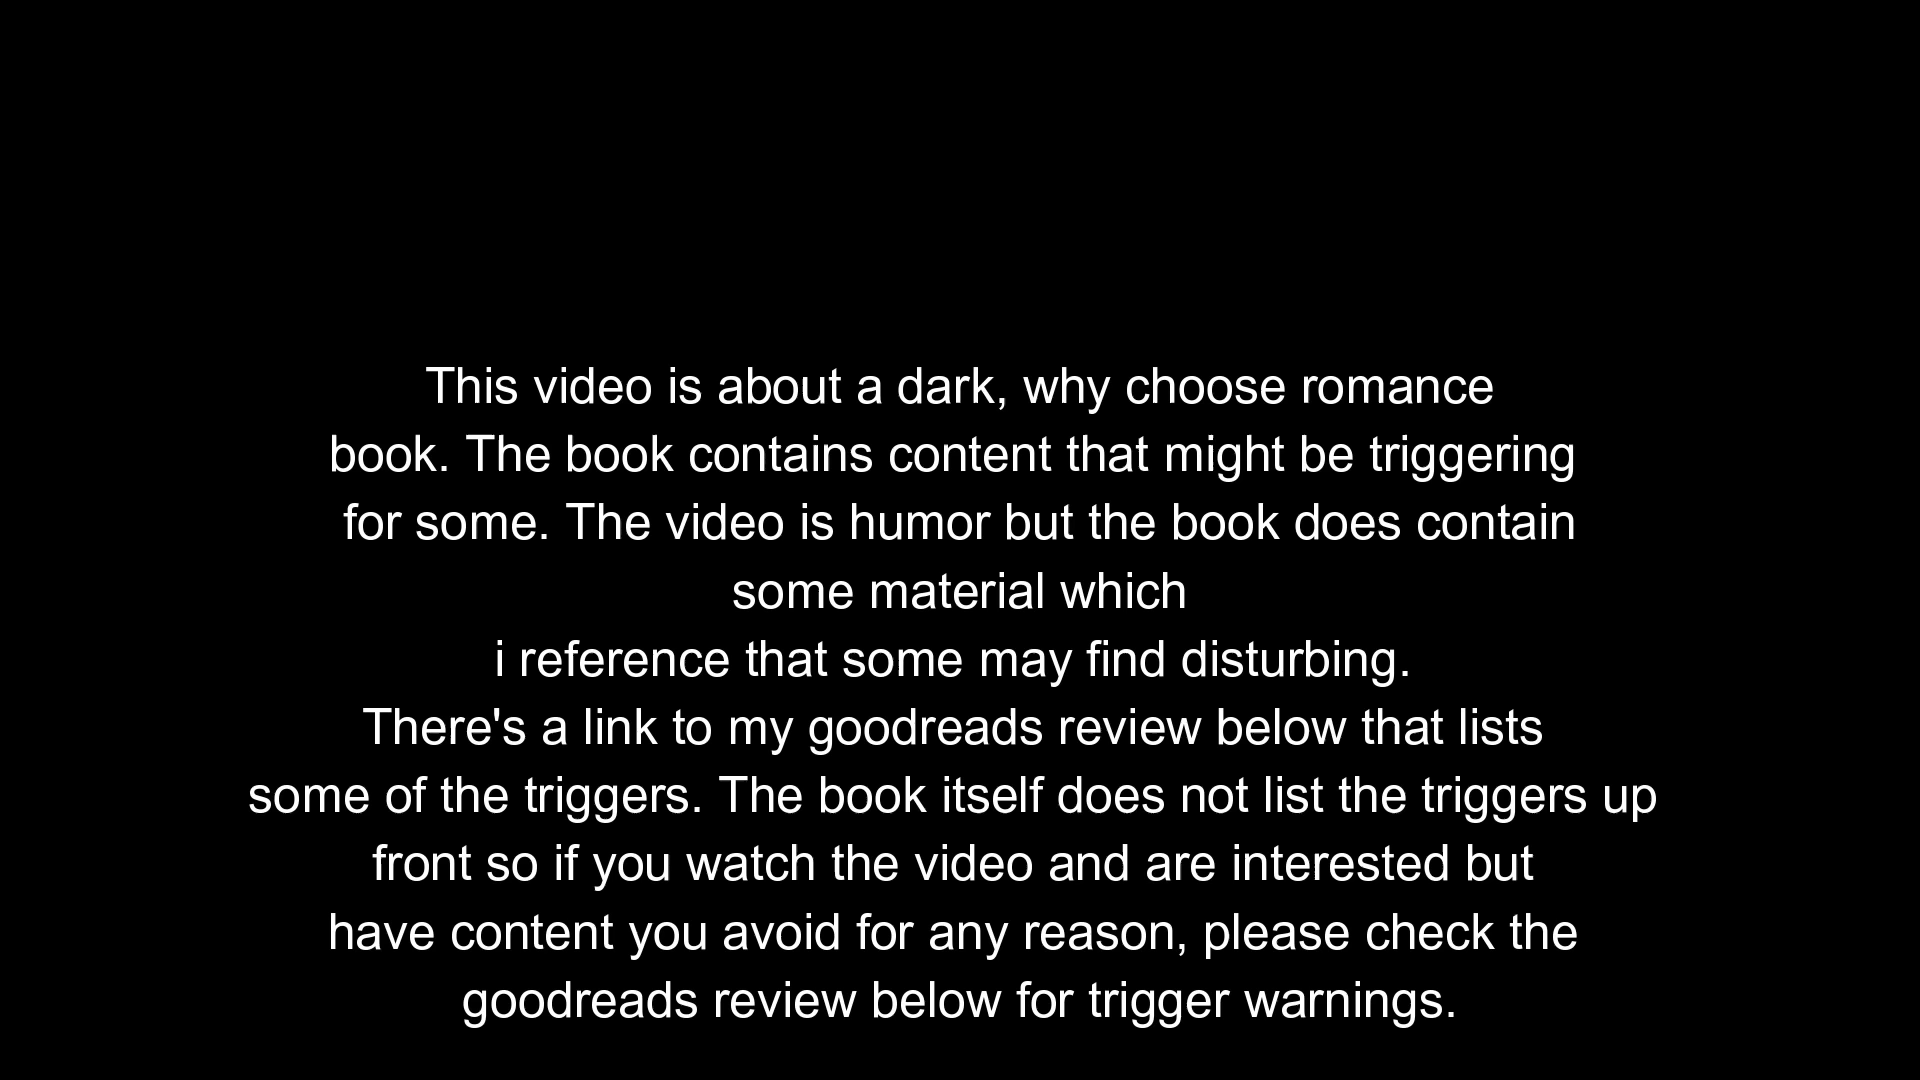 This video is about a dark, why choose romance
book. The book contains content that might be triggering
for some. The video is humor but the book does contain
some material which
i reference that some may find disturbing.
There's a link to my goodreads review below that lists
some of the triggers. The book itself does not list the triggers up
front so if you watch the video and are interested but
have content you avoid for any reason, please check the
goodreads review below for trigger warnings.